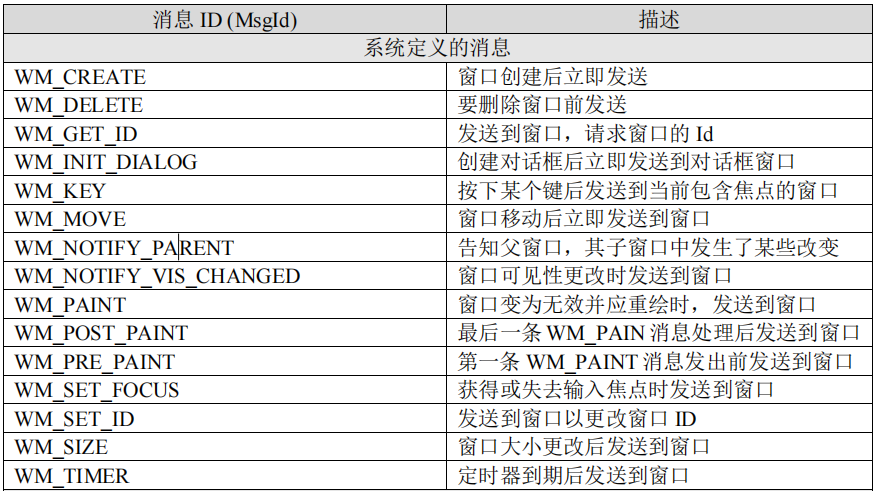 消息 ID (MsgId) 描述
系统定义的消息
WM_CREATE 窗口创建后立即发送
WM_DELETE 要删除窗口前发送
WM_GET_ID 发送到窗口，请求窗口的 Id
WM_INIT_DIALOG 创建对话框后立即发送到对话框窗口
WM_KEY 按下某个键后发送到当前包含焦点的窗口
WM_MOVE 窗口移动后立即发送到窗口
WM_NOTIFY_PARENT 告知父窗口，其子窗口中发生了某些改变
WM_NOTIFY_VIS_CHANGED 窗口可见性更改时发送到窗口
WM_PAINT 窗口变为无效并应重绘时，发送到窗口
WM_POST_PAINT 最后一条 WM_PAIN 消息处理后发送到窗口
WM_PRE_PAINT 第一条 WM_PAINT 消息发出前发送到窗口
WM_SET_FOCUS 获得或失去输入焦点时发送到窗口
WM_SET_ID 发送到窗口以更改窗口 ID
WM_SIZE 窗口大小更改后发送到窗口
WM_TIMER 定时器到期后发送到窗口